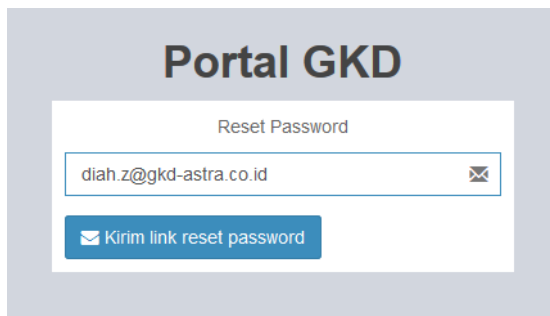 Portal GKD
Reset Password
diah.z@gkd-astra.co.id
Kirim link reset password